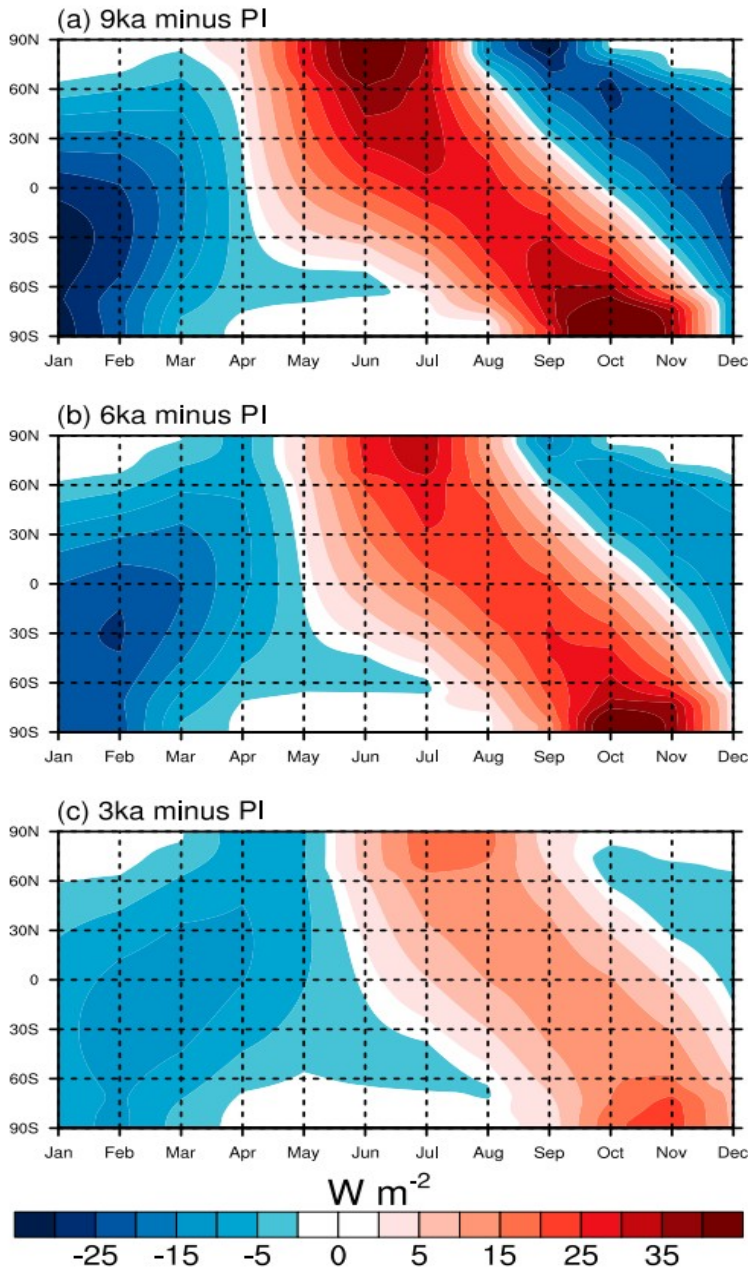 (a) 9ka minus PI
90N
60N
30N
0
30S
60S
90S
Jan Feb Mar Apr May Jun Jul Aug Sep Oct Nov Dec
(b) 6ka minus PI
90N
60N
30N
0
30S
60S
90S
Jan Feb Mar Apr May Jun Jul Aug Sep Oct Nov Dec
(c) 3ka minus PI
90N
60N
30N
0
30S
60S
90S
Jan Feb Mar Apr May Jun Jul Aug Sep Oct Nov Dec
W m⁻²
-25 -15 -5 0 5 15 25 35